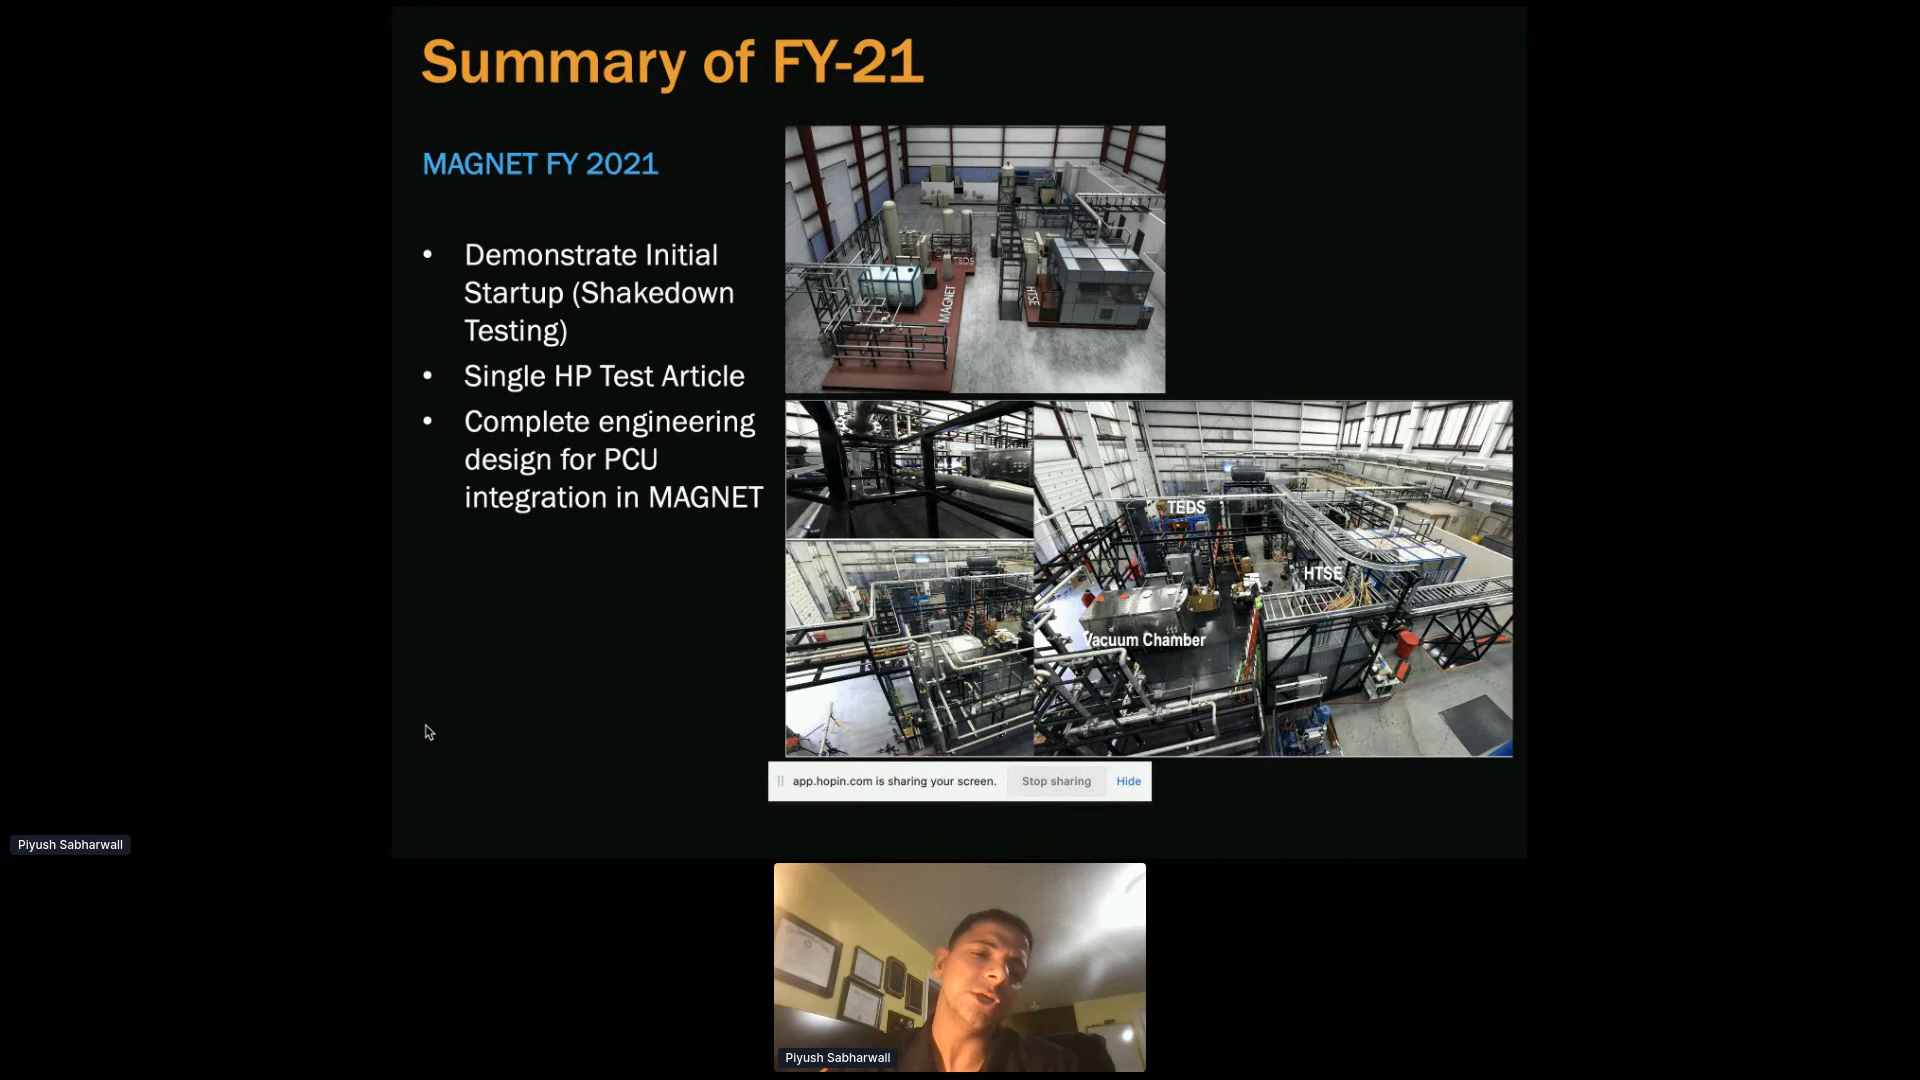 Summary of FY-21
MAGNET FY 2021
• Demonstrate Initial
Startup (Shakedown
Testing)
• Single HP Test Article
• Complete engineering
design for PCU
integration in MAGNET
TEDS
MAGNET
HTSE
TEDS
HTSE
Vacuum Chamber
app.hopin.com is sharing your screen. Stop sharing Hide
Piyush Sabharwall
Piyush Sabharwall